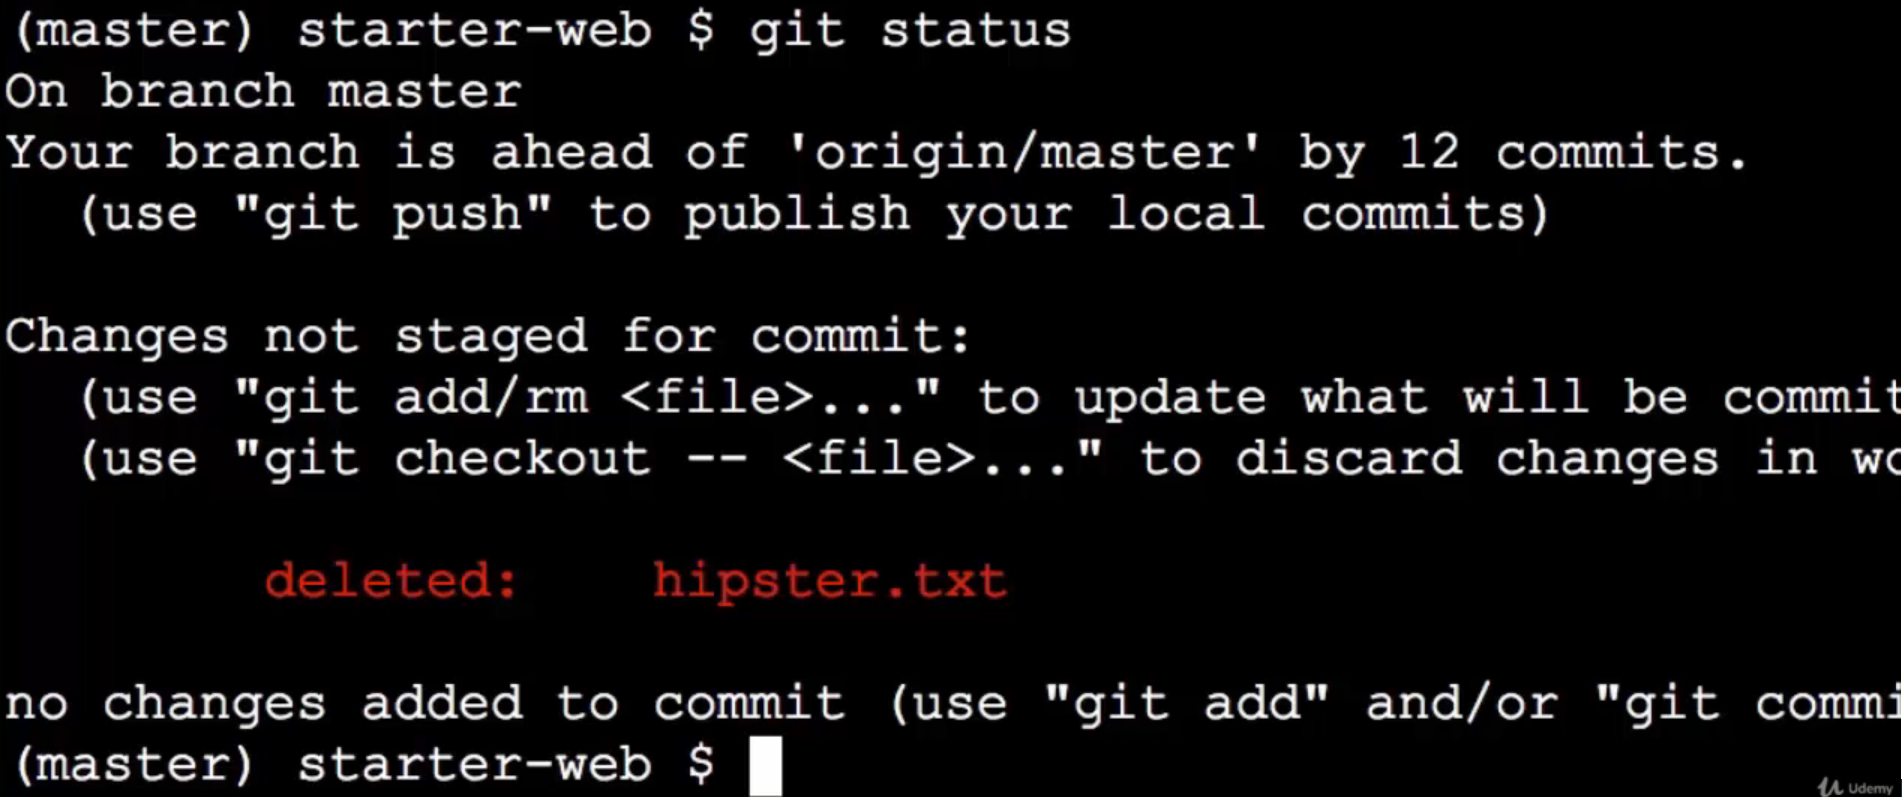 (master) starter-web $ git status
On branch master
Your branch is ahead of 'origin/master' by 12 commits.
  (use "git push" to publish your local commits)

Changes not staged for commit:
  (use "git add/rm <file>..." to update what will be commit
  (use "git checkout -- <file>..." to discard changes in wo

        deleted:    hipster.txt

no changes added to commit (use "git add" and/or "git commi
(master) starter-web $
Udemy